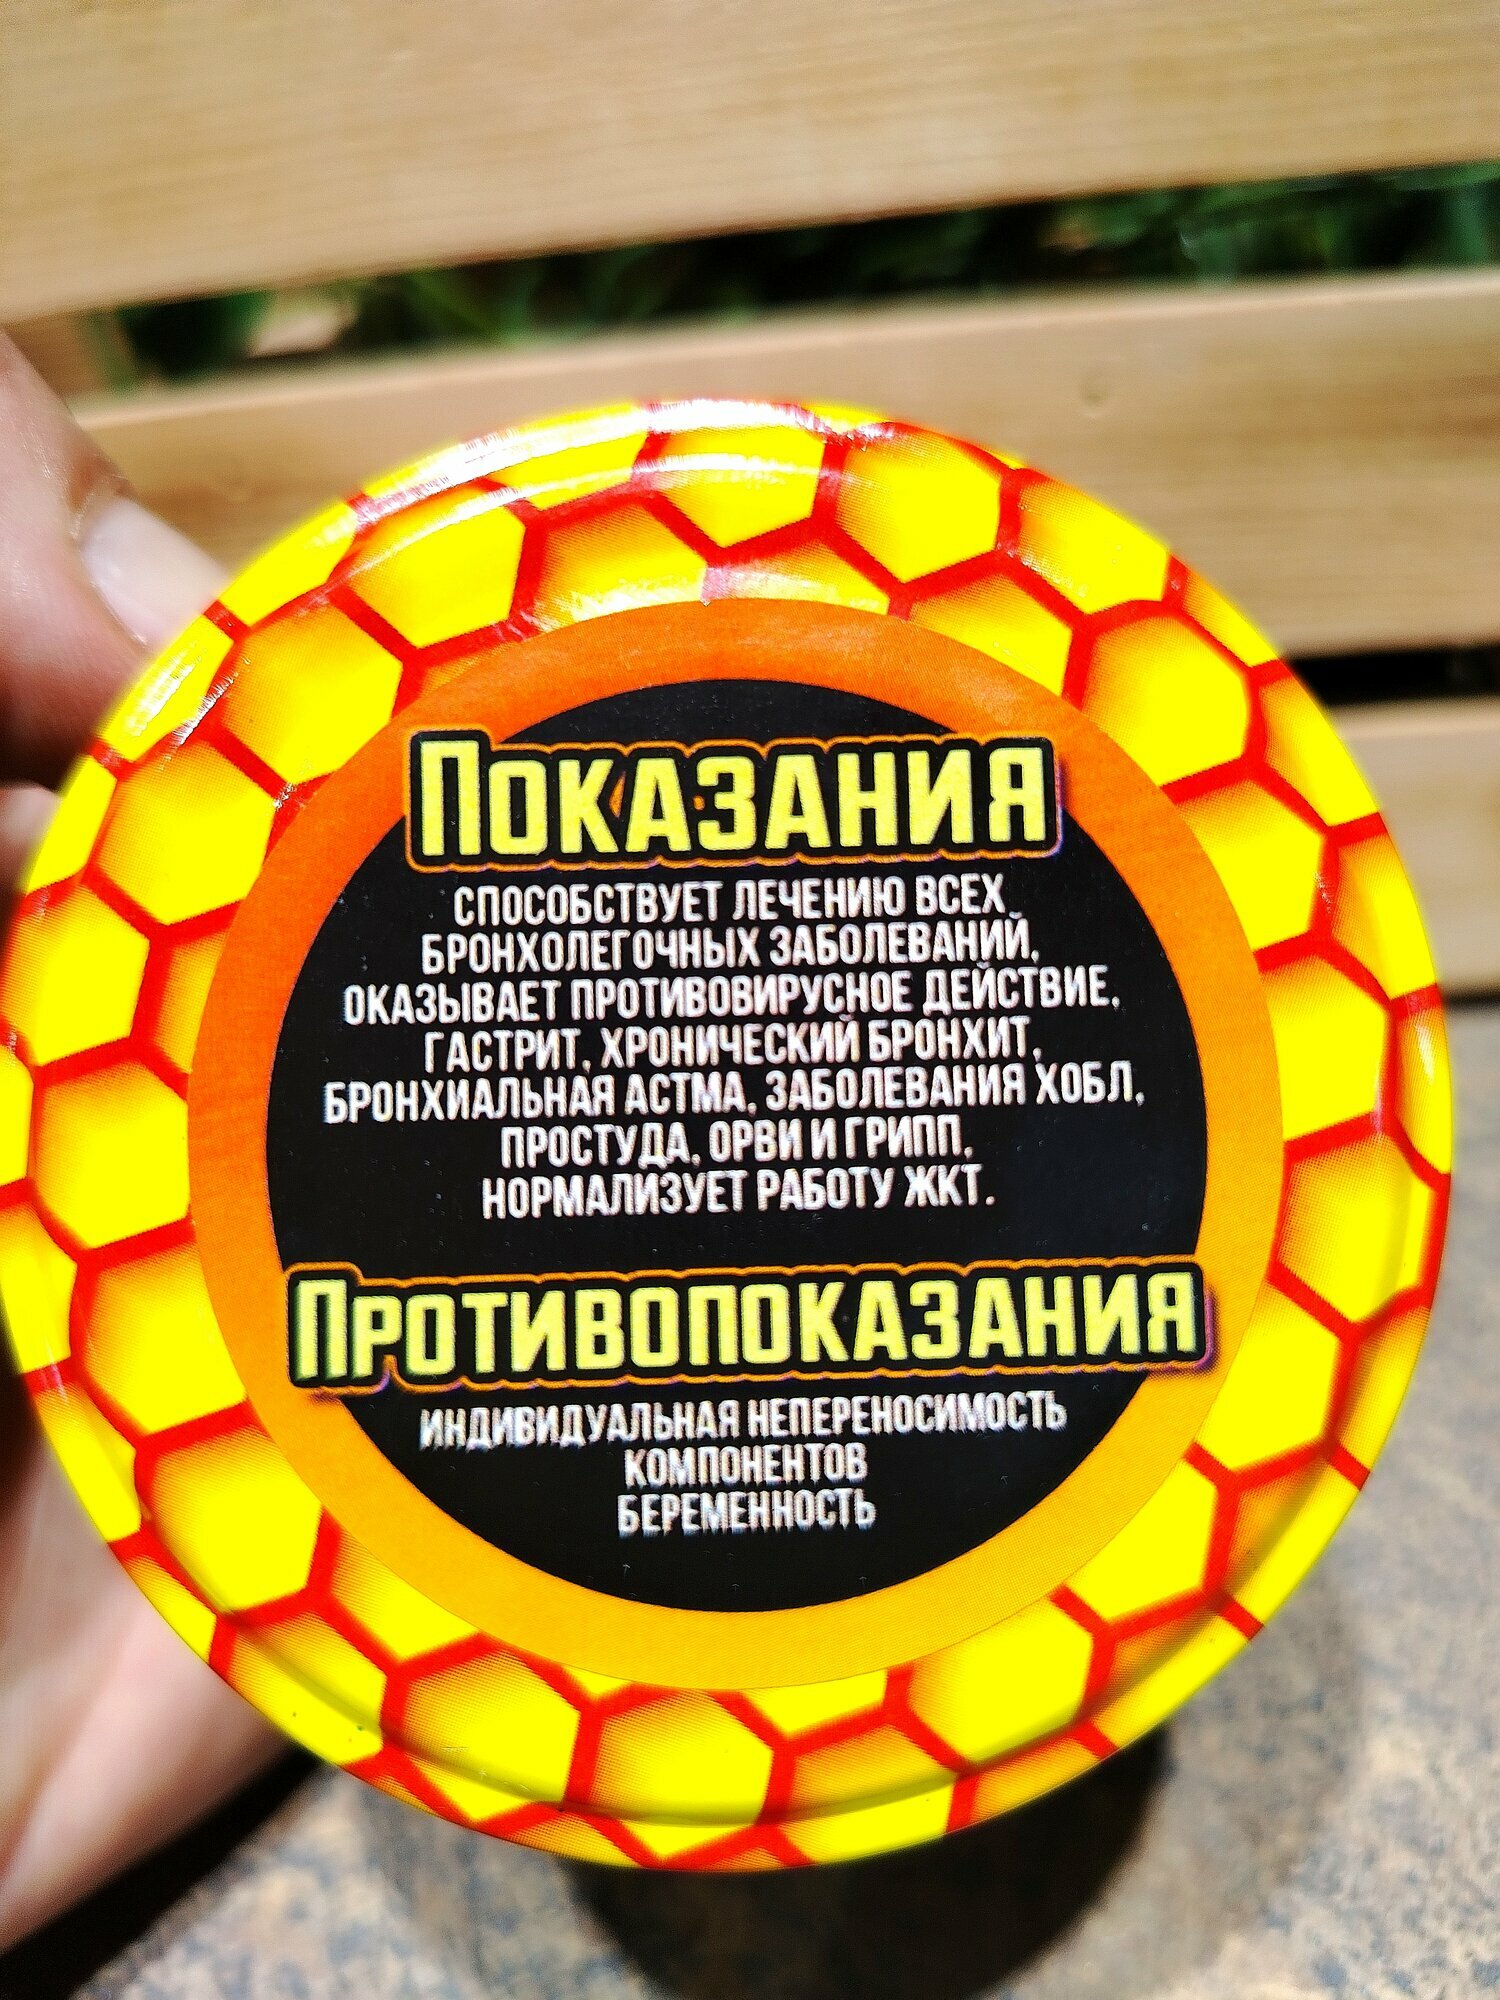 ПОКАЗАНИЯ
СПОСОБСТВУЕТ ЛЕЧЕНИЮ ВСЕХ
БРОНХОЛЕГОЧНЫХ ЗАБОЛЕВАНИЙ,
ОКАЗЫВАЕТ ПРОТИВОВИРУСНОЕ ДЕЙСТВИЕ,
ГАСТРИТ, ХРОНИЧЕСКИЙ БРОНХИТ,
БРОНХИАЛЬНАЯ АСТМА, ЗАБОЛЕВАНИЯ ХОБЛ,
ПРОСТУДА, ОРВИ И ГРИПП,
НОРМАЛИЗУЕТ РАБОТУ ЖКТ.
ПРОТИВОПОКАЗАНИЯ
ИНДИВИДУАЛЬНАЯ НЕПЕРЕНОСИМОСТЬ
КОМПОНЕНТОВ
БЕРЕМЕННОСТЬ